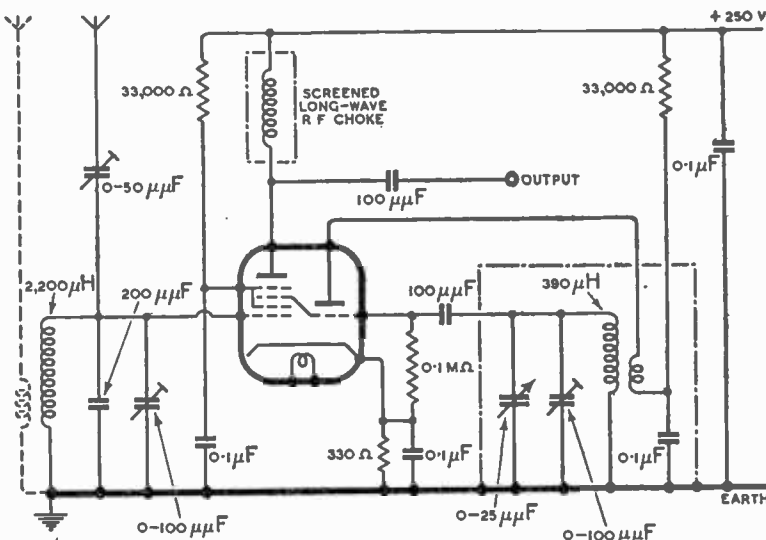 + 250 V
33,000 Ω
SCREENED
LONG-WAVE
R F CHOKE
33,000 Ω
0·1 μF
0-50 μμF
100 μμF
OUTPUT
2,200 μH
200 μμF
100 μμF
390 μH
0·1 MΩ
0·1 μF
330 Ω
0·1 μF
0·1 μF
EARTH
0-100 μμF
0-25 μμF
0-100 μμF